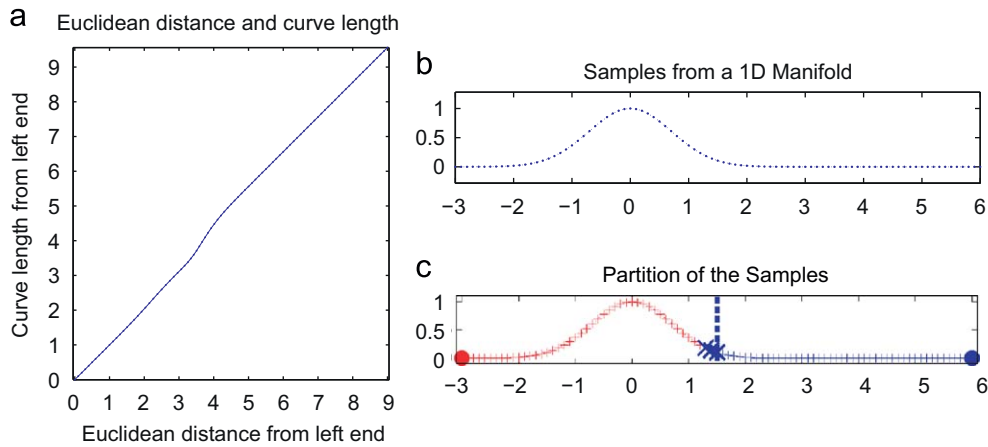 a
Euclidean distance and curve length
9
8
7
6
5
4
3
2
1
0
0 1 2 3 4 5 6 7 8 9
Curve length from left end
Euclidean distance from left end
b
Samples from a 1D Manifold
1
0.5
0
−3 −2 −1 0 1 2 3 4 5 6
c
Partition of the Samples
1
0.5
0
−3 −2 −1 0 1 2 3 4 5 6